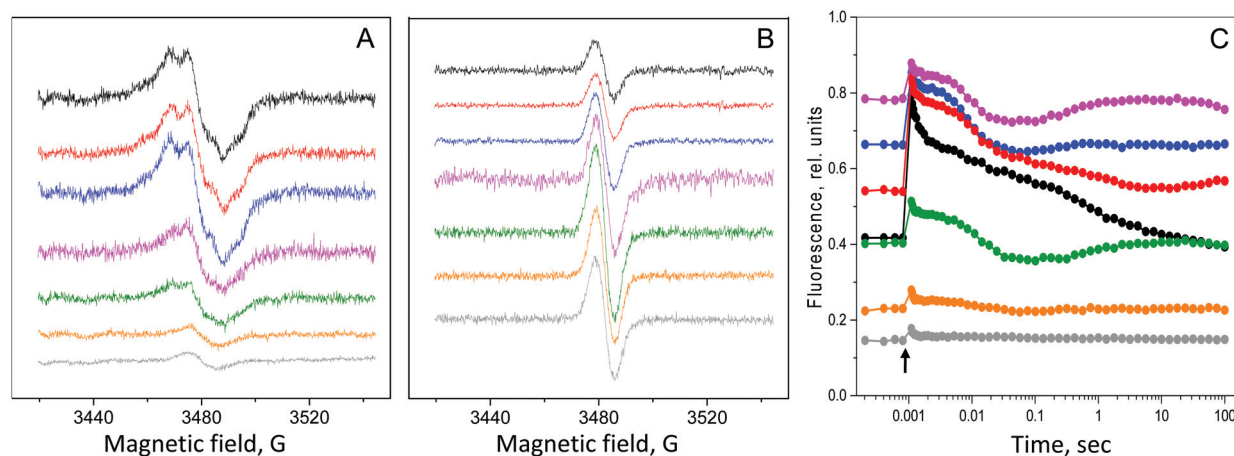 A
3440 3480 3520
Magnetic field, G
B
3440 3480 3520
Magnetic field, G
C
Fluorescence, rel. units
1.0
0.8
0.6
0.4
0.2
0.0
0.001 0.01 0.1 1 10 100
Time, sec